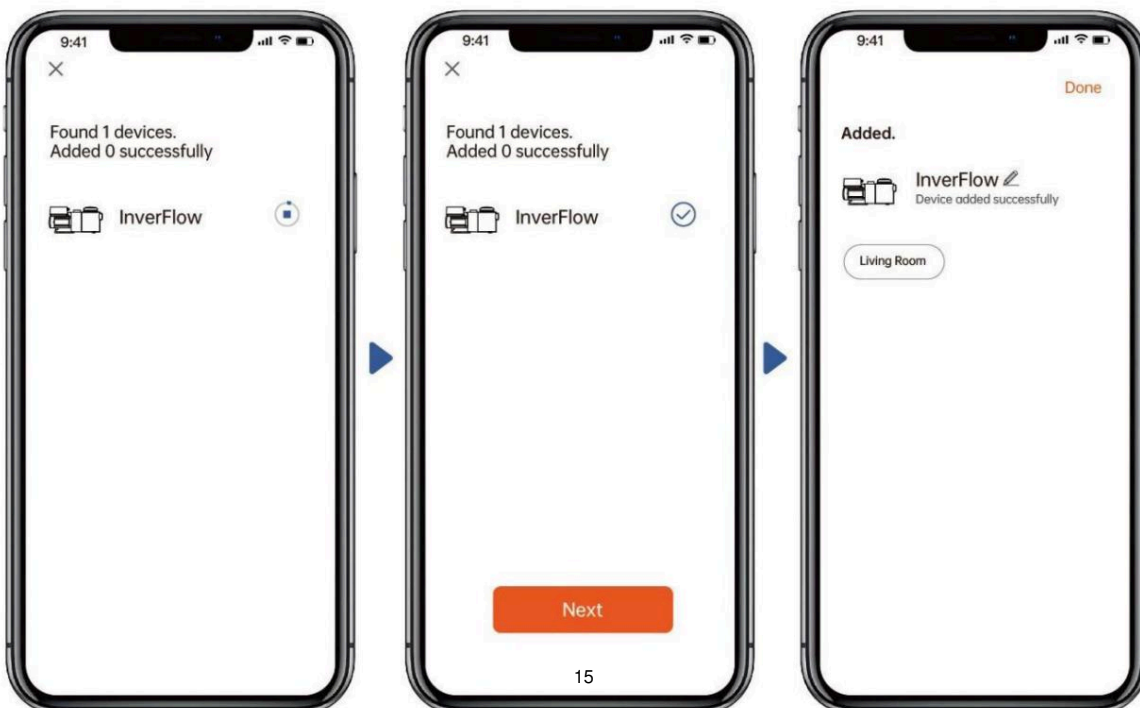 9:41
Found 1 devices.
Added 0 successfully
InverFlow
9:41
Found 1 devices.
Added 0 successfully
InverFlow
Next
15
9:41
Done
Added.
InverFlow
Device added successfully
Living Room